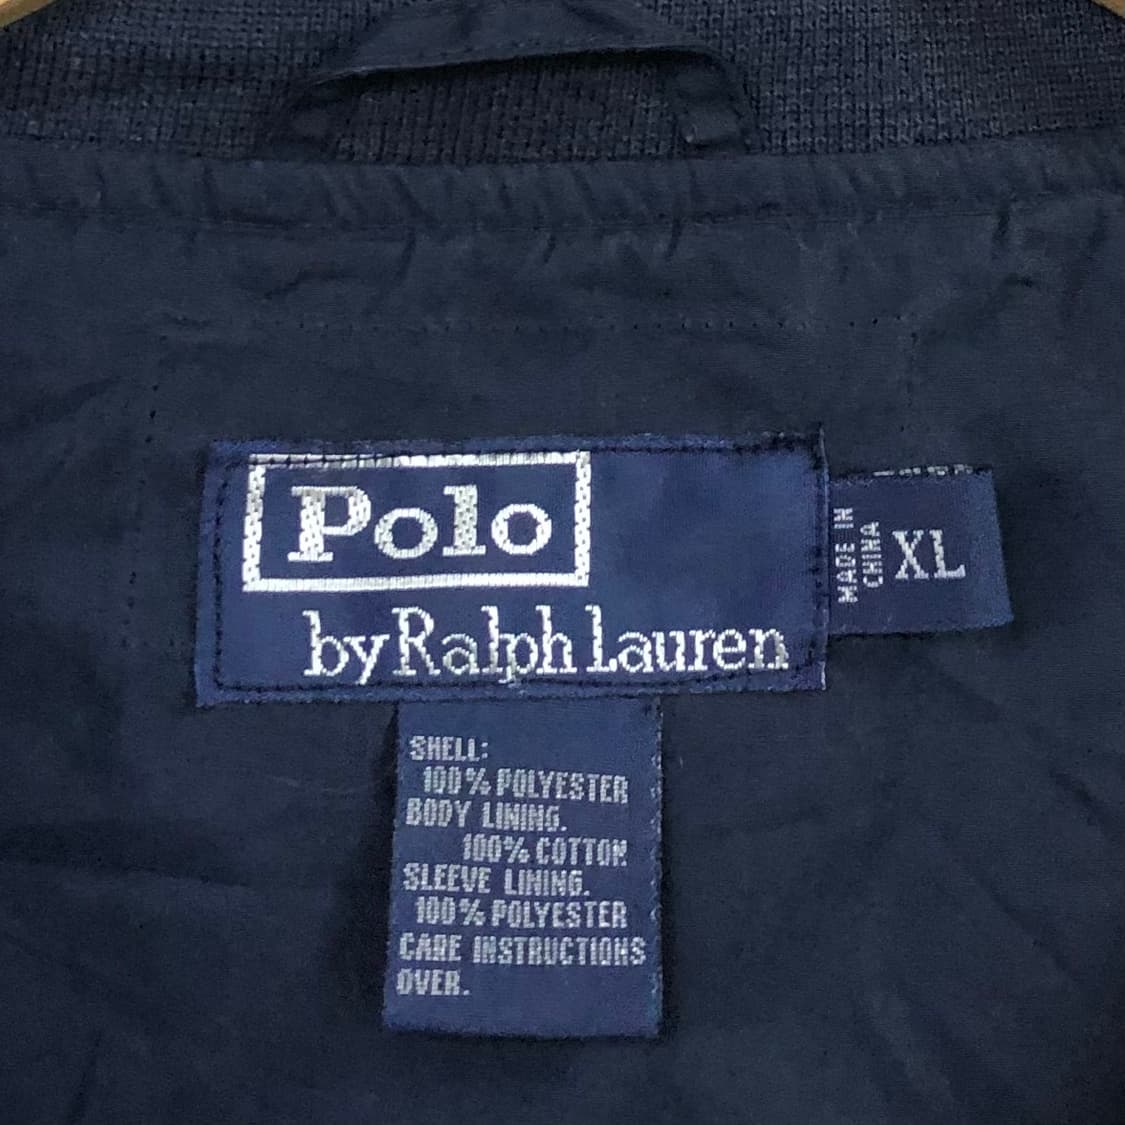 Polo
by Ralph Lauren
MADE IN
CHINA
XL
SHELL:
100% POLYESTER
BODY LINING.
100% COTTON
SLEEVE LINING.
100% POLYESTER
CARE INSTRUCTIONS
OVER.